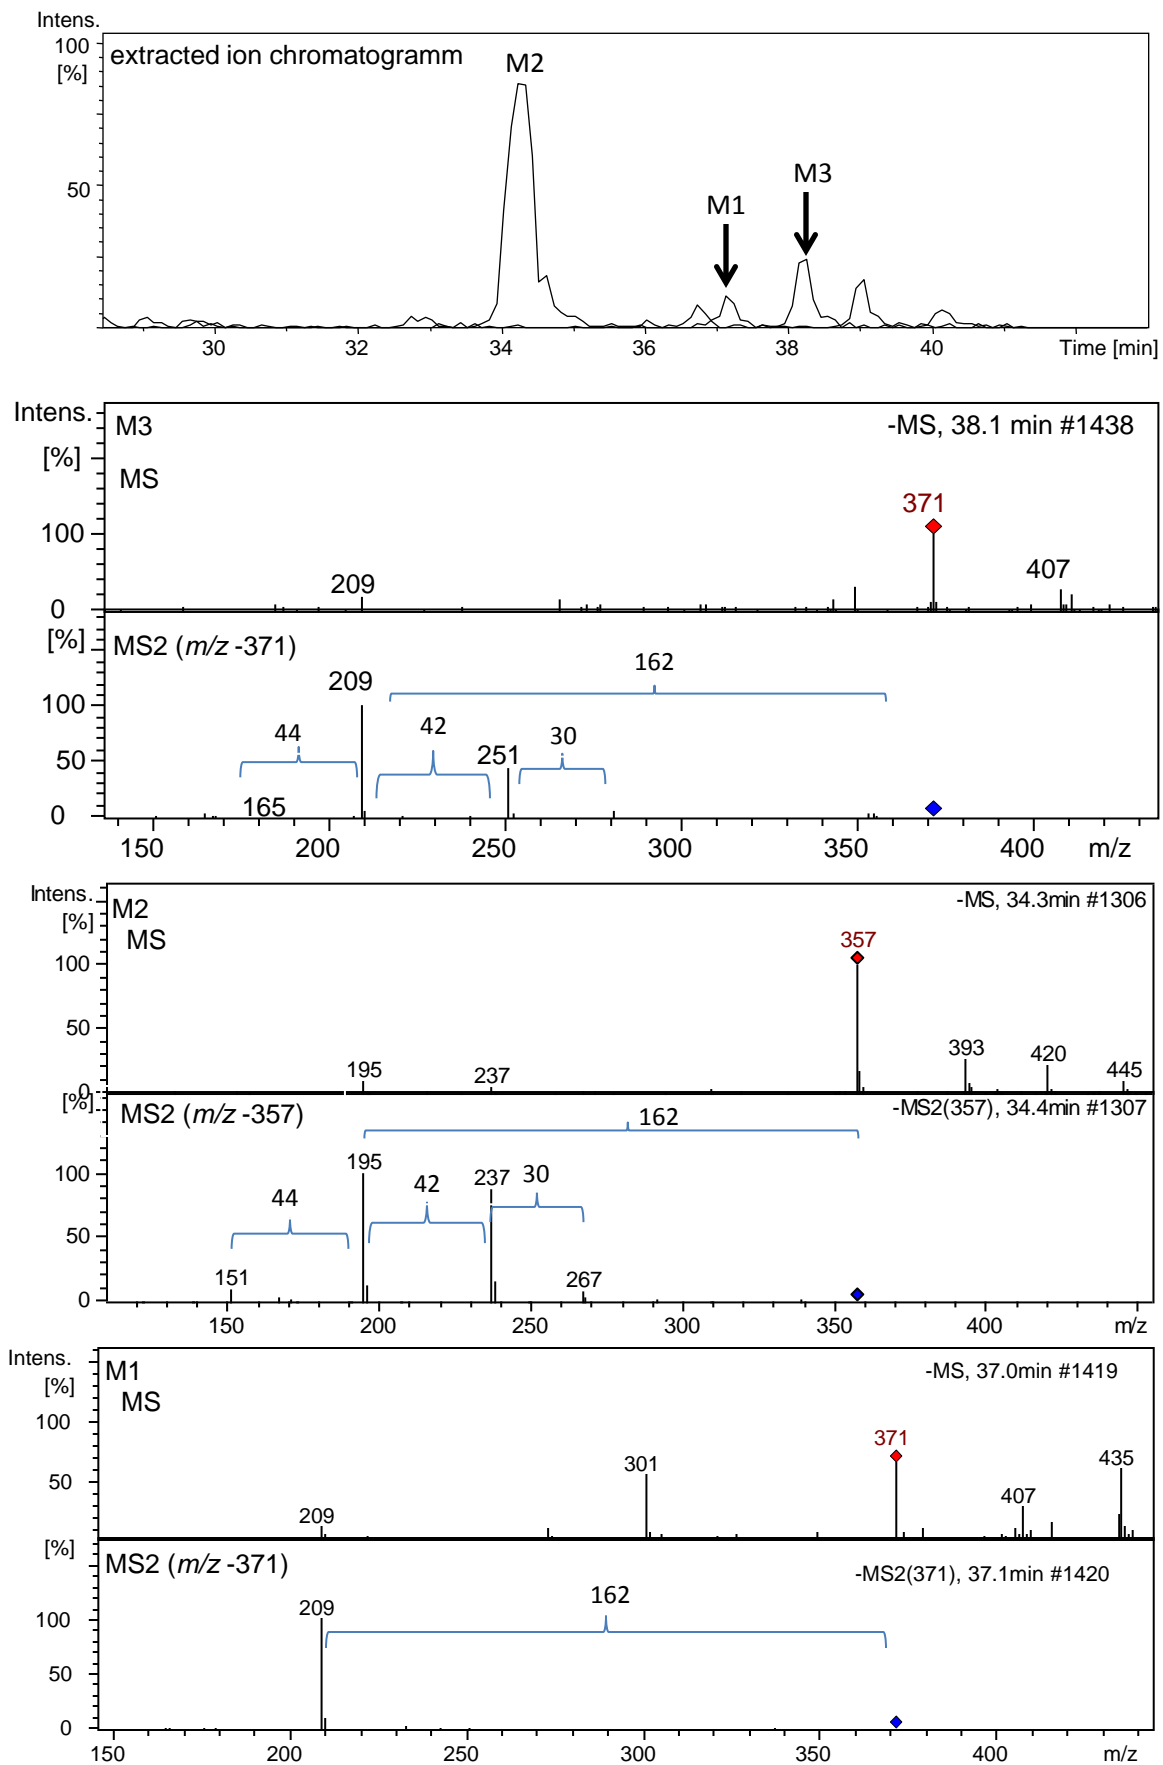 Intens.
100
[%]
extracted ion chromatogramm
M2
M3
M1
50
30 32 34 36 38 40 Time [min]
Intens.
[%]
M3
-MS, 38.1 min #1438
MS
371
100
209
407
0
[%]
MS2 (m/z -371)
162
209
100
44
42
30
251
50
165
0
150 200 250 300 350 400 m/z
Intens.
[%]
M2
-MS, 34.3min #1306
MS
357
100
50
195
237
393
420
445
0
[%]
MS2 (m/z -357)
-MS2(357), 34.4min #1307
162
195
100
237
30
42
44
50
151
267
0
150 200 250 300 350 400 m/z
Intens.
[%]
M1
-MS, 37.0min #1419
MS
100
371
301
435
50
407
209
[%]
MS2 (m/z -371)
-MS2(371), 37.1min #1420
162
209
100
50
0
150 200 250 300 350 400 m/z